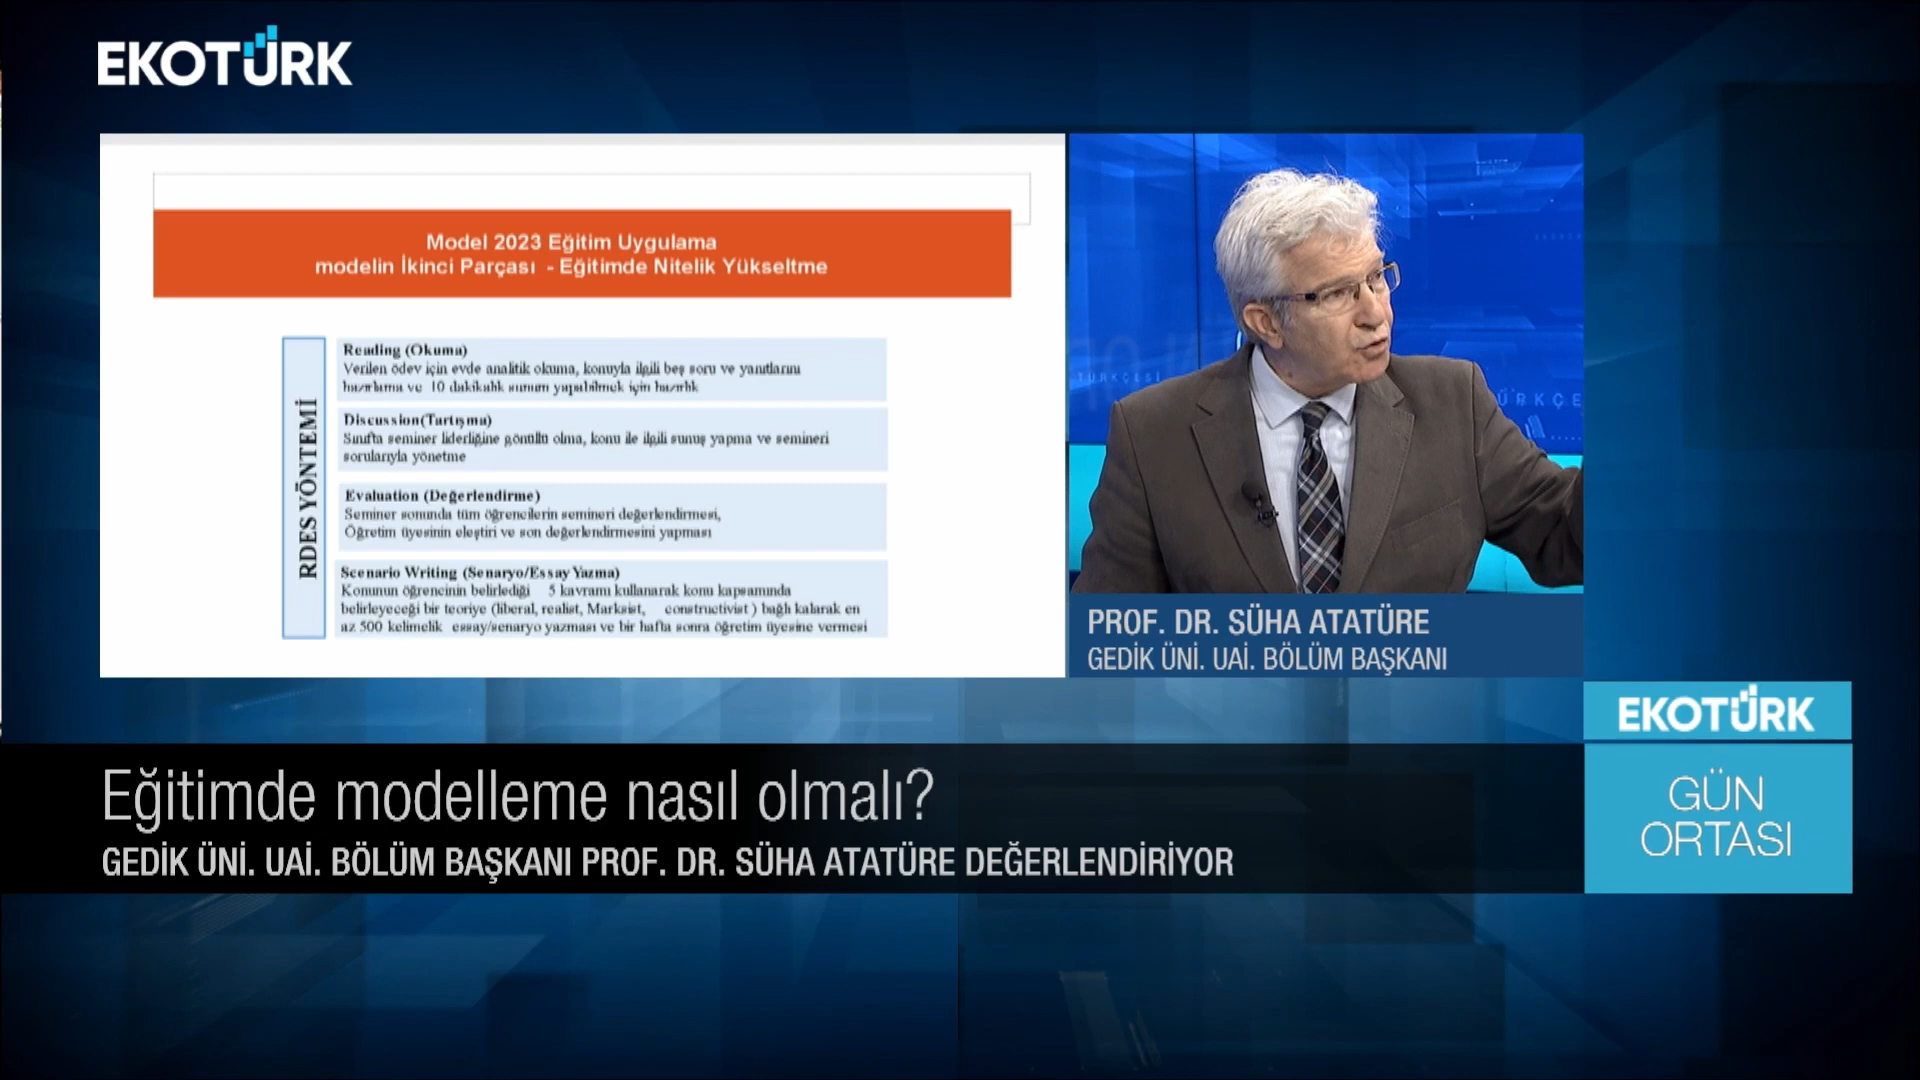 EKOTÜRK
Model 2023 Eğitim Uygulama
modelin İkinci Parçası - Eğitimde Nitelik Yükseltme
RDES YÖNTEMİ
Reading (Okuma)
Verilen ödev için evde analitik okuma, konuyla ilgili beş soru ve yanıtlarını
hazırlama ve 10 dakikalık sunum yapabilmek için hazırlık
Discussion(Tartışma)
Sınıfta seminer liderliğine gönüllü olma, konu ile ilgili sunuş yapma ve semineri
sorularıyla yönetme
Evaluation (Değerlendirme)
Seminer sonunda tüm öğrencilerin semineri değerlendirmesi,
Öğretim üyesinin eleştiri ve son değerlendirmesini yapması
Scenario Writing (Senaryo/Essay Yazma)
Konunun öğrencinin belirlediği 5 kavramı kullanarak konu kapsamında
belirleyeceği bir teoriye (liberal, realist, Marksist, constructivist ) bağlı kalarak en
az 500 kelimelik essay/senaryo yazması ve bir hafta sonra öğretim üyesine vermesi
TÜRKÇESİ
ÜRKÇE
PROF. DR. SÜHA ATATÜRE
GEDİK ÜNİ. UAİ. BÖLÜM BAŞKANI
EKOTÜRK
GÜN
ORTASI
Eğitimde modelleme nasıl olmalı?
GEDİK ÜNİ. UAİ. BÖLÜM BAŞKANI PROF. DR. SÜHA ATATÜRE DEĞERLENDİRİYOR